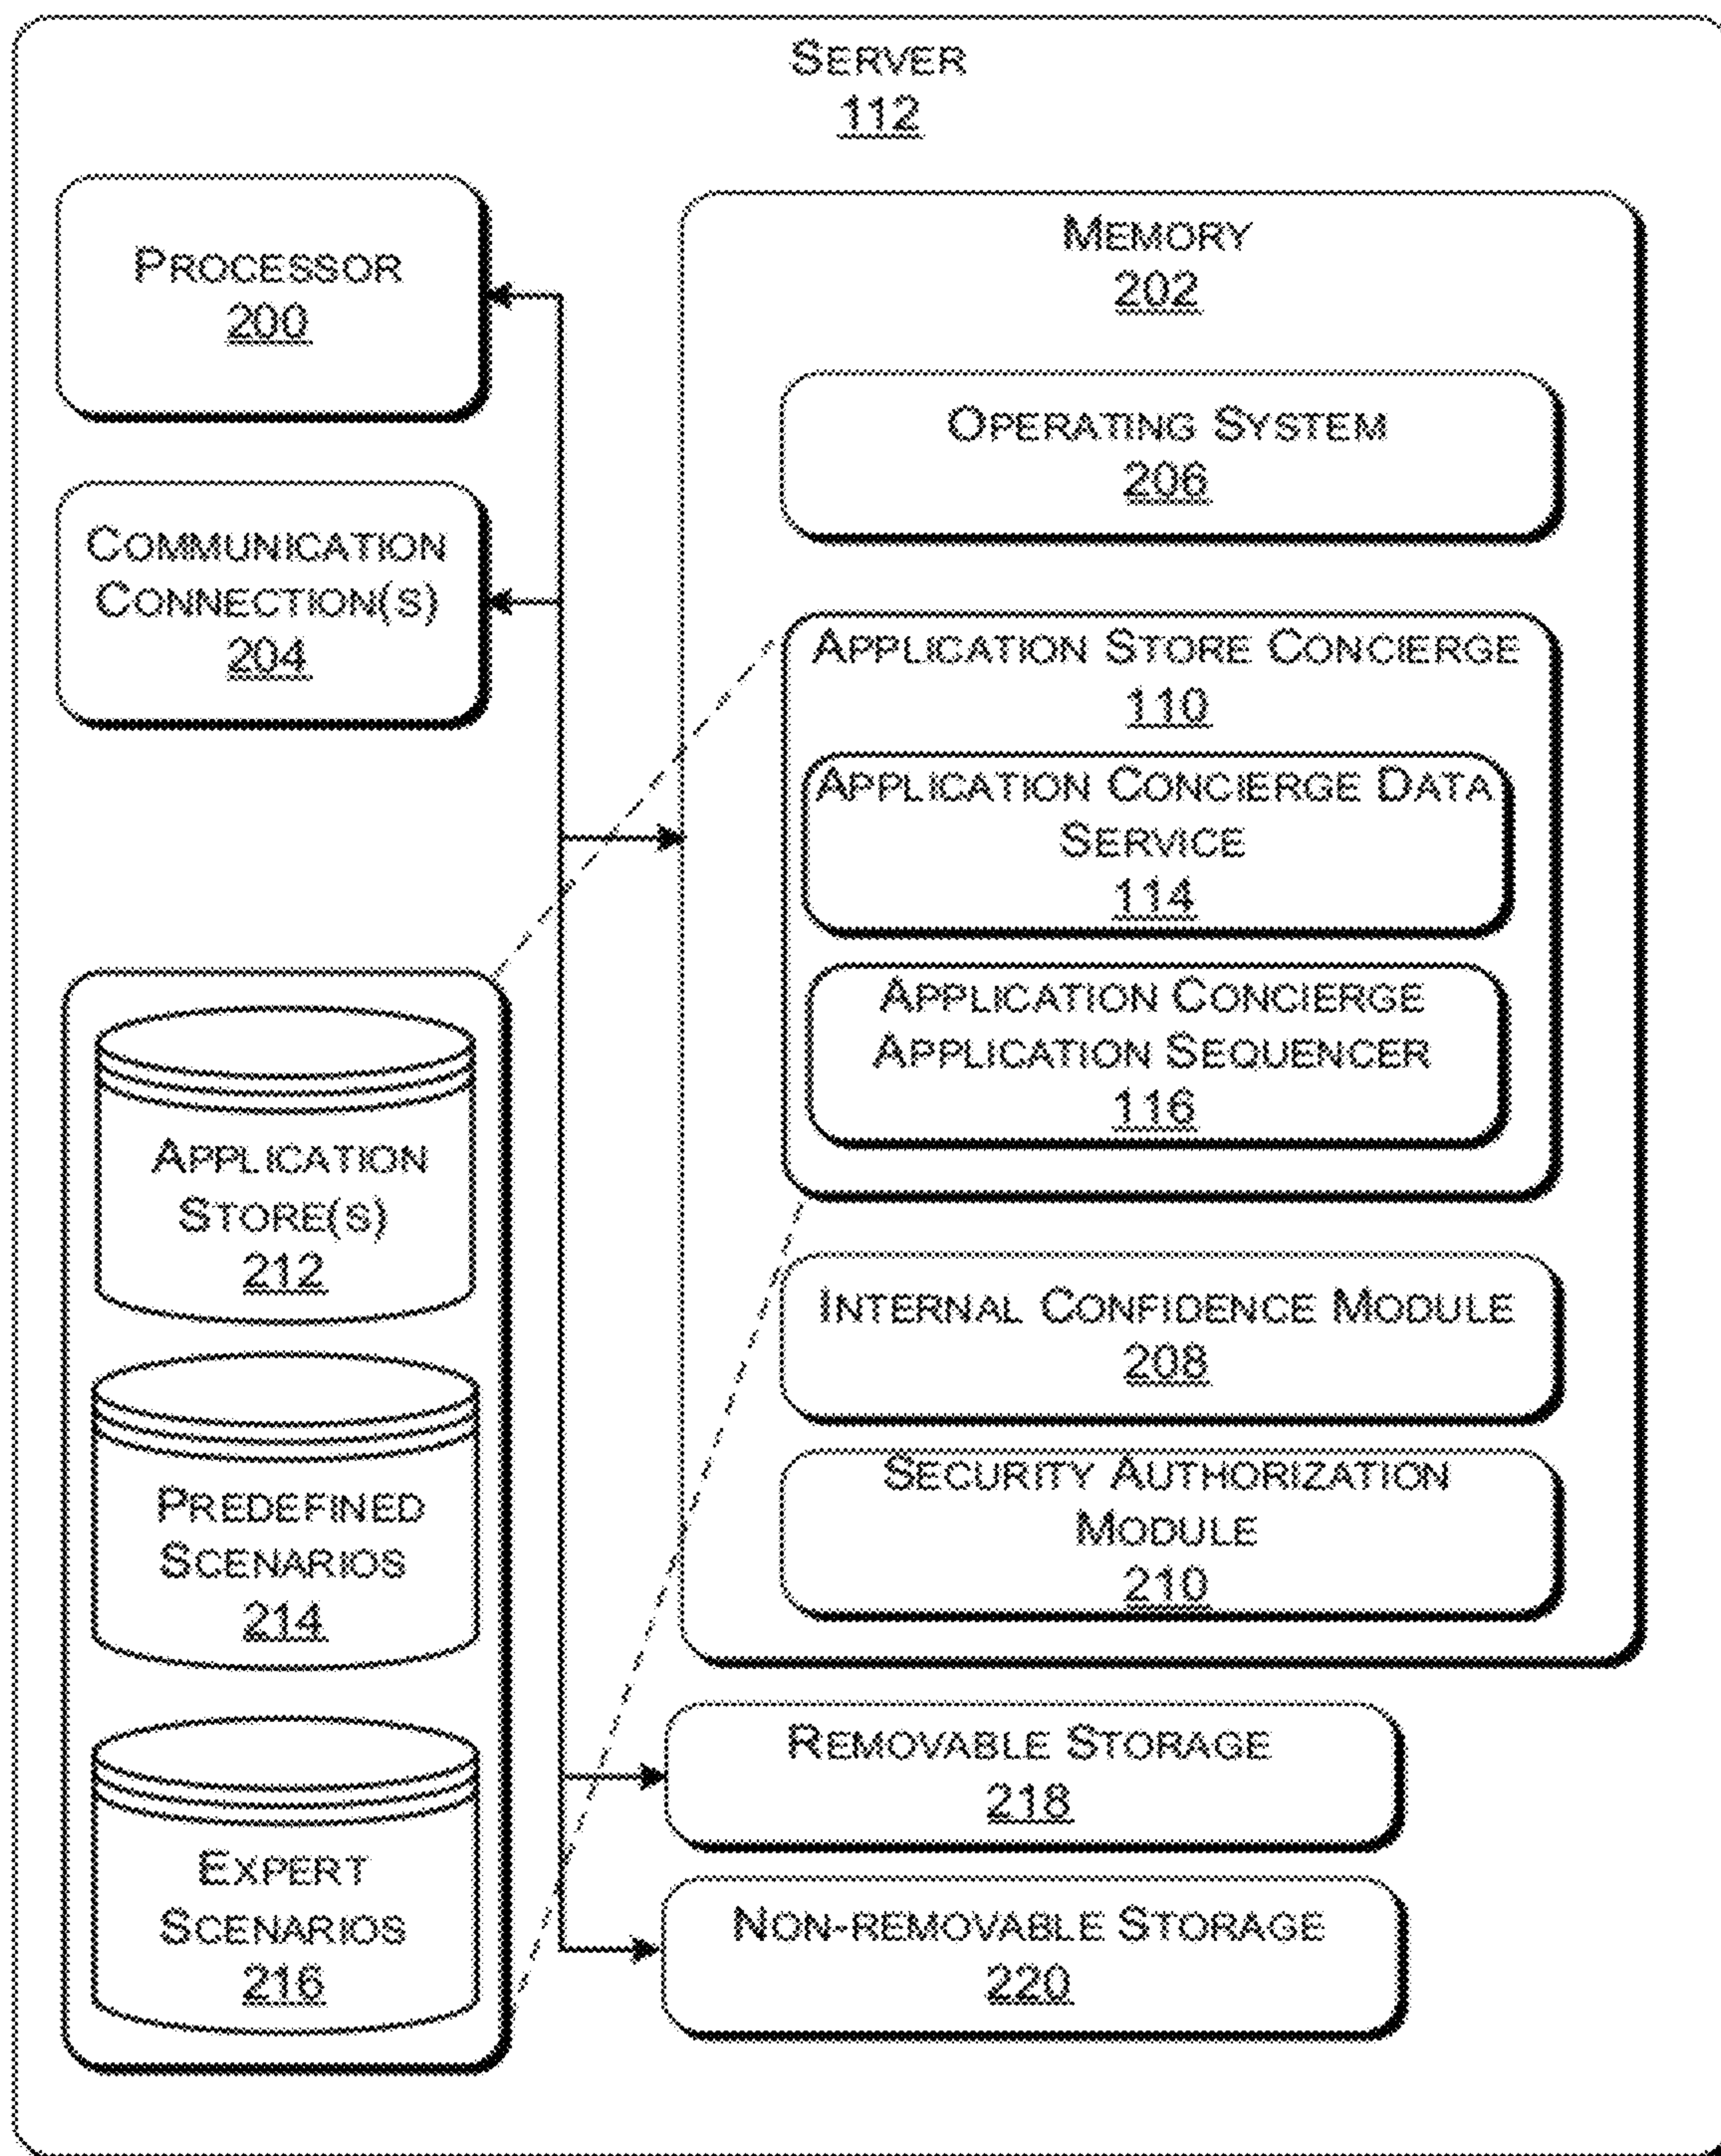 SERVER
112
PROCESSOR
200
COMMUNICATION
CONNECTION(S)
204
MEMORY
202
OPERATING SYSTEM
206
APPLICATION STORE CONCIERGE
110
APPLICATION CONCIERGE DATA
SERVICE
114
APPLICATION CONCIERGE
APPLICATION SEQUENCER
116
INTERNAL CONFIDENCE MODULE
208
SECURITY AUTHORIZATION
MODULE
210
APPLICATION
STORE(S)
212
PREDEFINED
SCENARIOS
214
EXPERT
SCENARIOS
216
REMOVABLE STORAGE
218
NON-REMOVABLE STORAGE
220